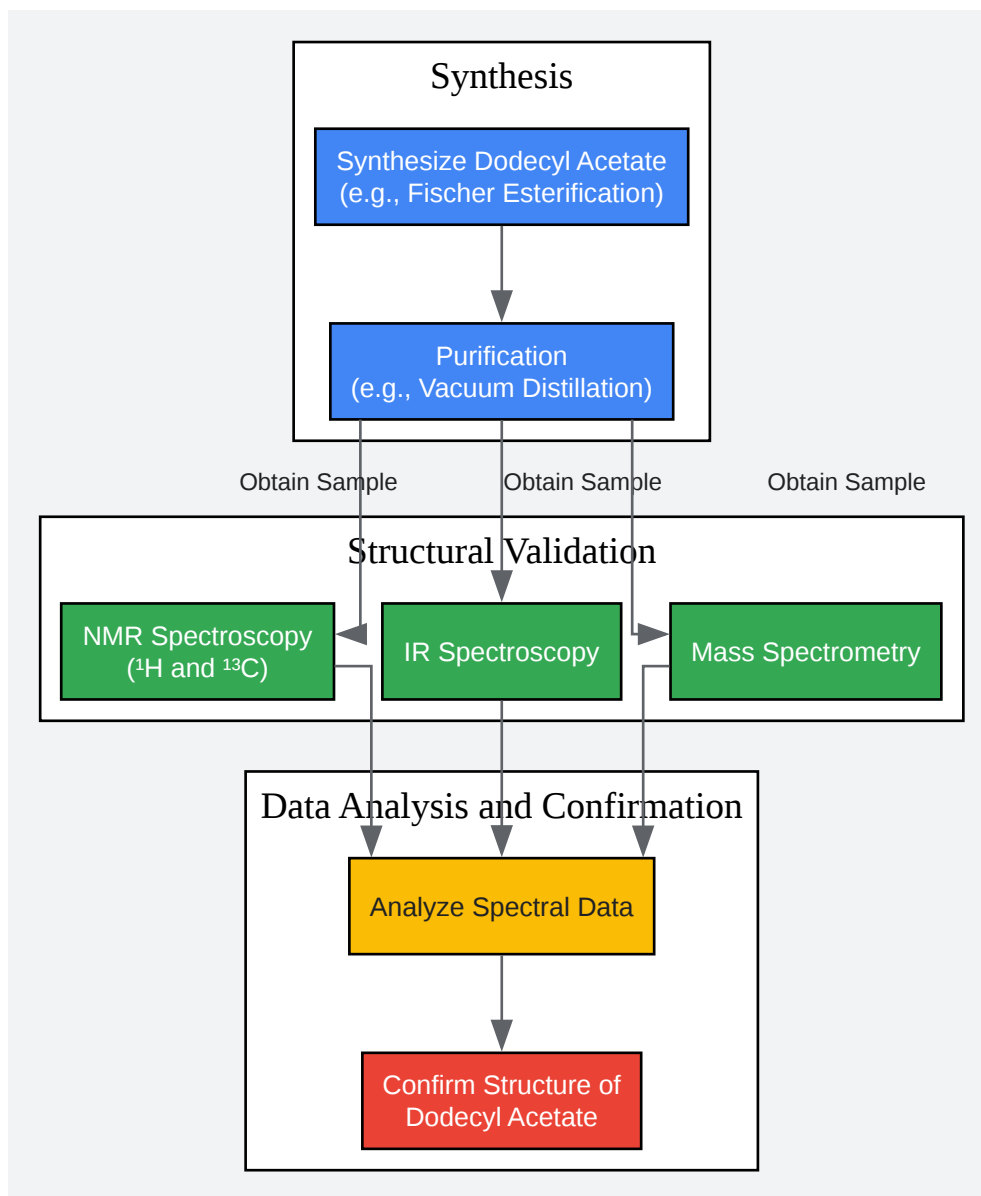 Synthesis
Synthesize Dodecyl Acetate
(e.g., Fischer Esterification)
Purification
(e.g., Vacuum Distillation)
Obtain Sample
Obtain Sample
Obtain Sample
Structural Validation
NMR Spectroscopy
(¹H and ¹³C)
IR Spectroscopy
Mass Spectrometry
Data Analysis and Confirmation
Analyze Spectral Data
Confirm Structure of
Dodecyl Acetate